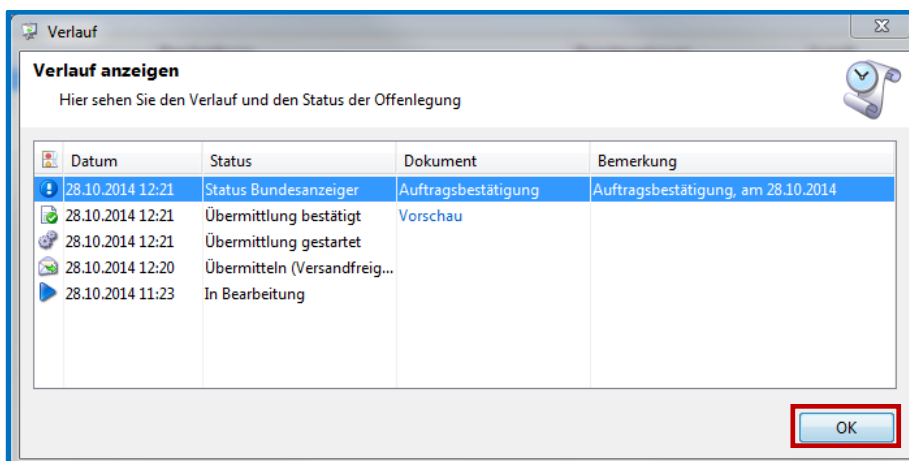 Verlauf
Verlauf anzeigen
Hier sehen Sie den Verlauf und den Status der Offenlegung
Datum Status Dokument Bemerkung
28.10.2014 12:21 Status Bundesanzeiger Auftragsbestätigung Auftragsbestätigung, am 28.10.2014
28.10.2014 12:21 Übermittlung bestätigt Vorschau
28.10.2014 12:21 Übermittlung gestartet
28.10.2014 12:20 Übermitteln (Versandfreig...
28.10.2014 11:23 In Bearbeitung
OK